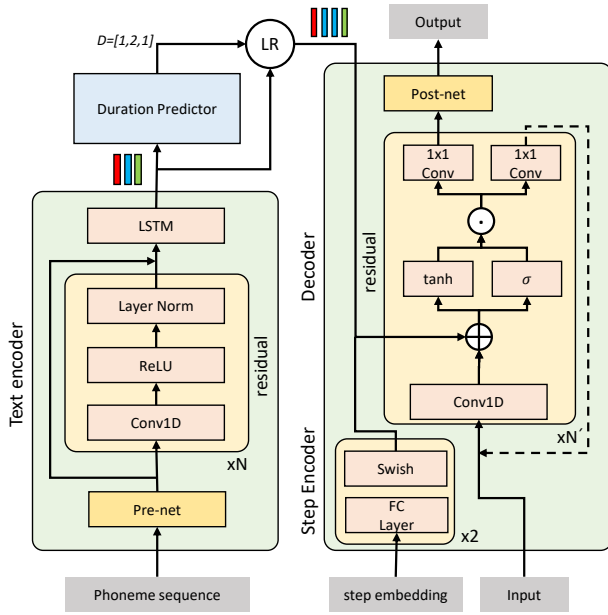 Output
D=[1,2,1]
LR
Post-net
Duration Predictor
1x1
Conv
1x1
Conv
LSTM
tanh
σ
Layer Norm
ReLU
Conv1D
residual
xN
Text encoder
Pre-net
Phoneme sequence
Decoder
residual
Conv1D
xN´
Step Encoder
Swish
FC
Layer
x2
step embedding
Input